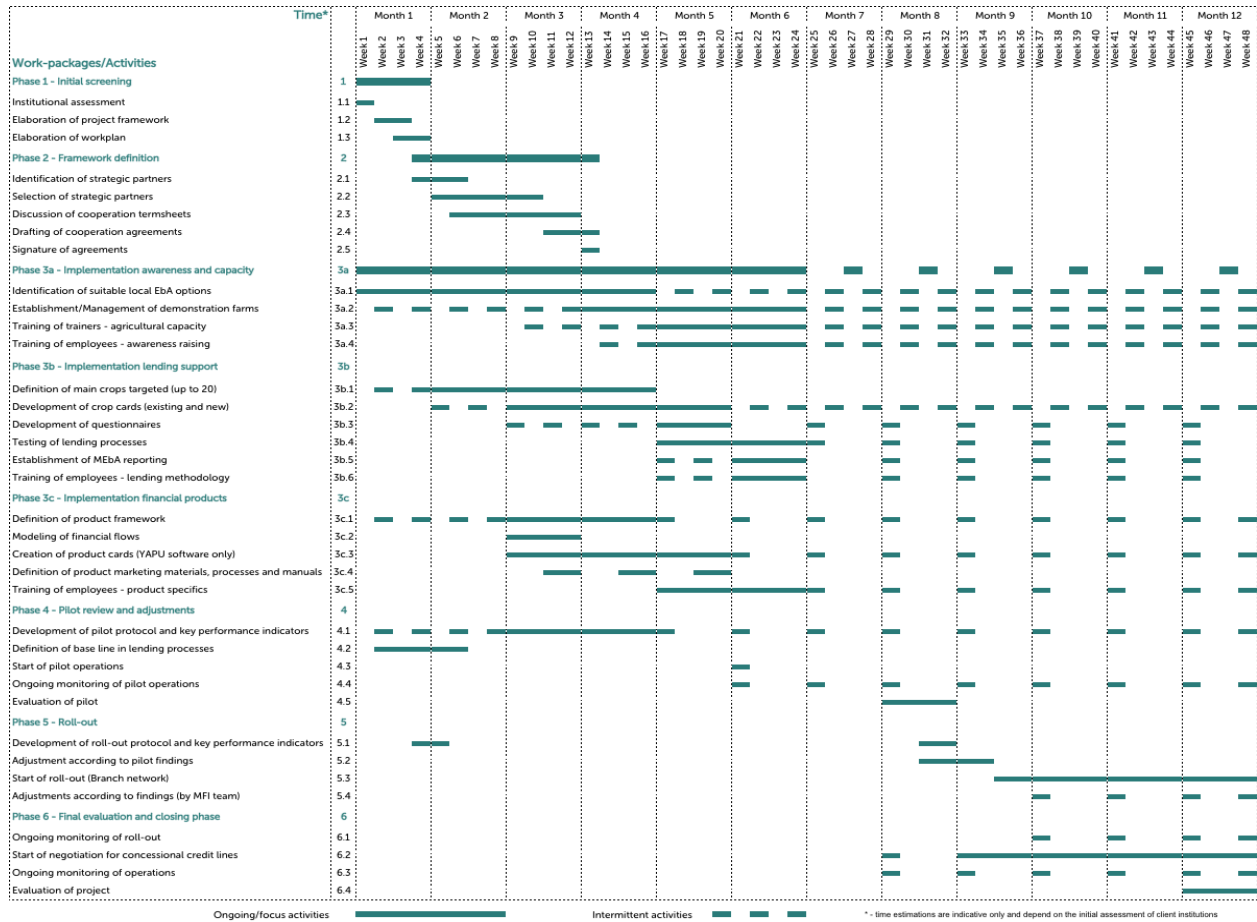 Time*
Month 1 Month 2 Month 3 Month 4 Month 5 Month 6 Month 7 Month 8 Month 9 Month 10 Month 11 Month 12
Week 1 Week 2 Week 3 Week 4 Week 5 Week 6 Week 7 Week 8 Week 9 Week 10 Week 11 Week 12 Week 13 Week 14 Week 15 Week 16 Week 17 Week 18 Week 19 Week 20 Week 21 Week 22 Week 23 Week 24 Week 25 Week 26 Week 27 Week 28 Week 29 Week 30 Week 31 Week 32 Week 33 Week 34 Week 35 Week 36 Week 37 Week 38 Week 39 Week 40 Week 41 Week 42 Week 43 Week 44 Week 45 Week 46 Week 47 Week 48
Work-packages/Activities
Phase 1 - Initial screening 1
Institutional assessment 1.1
Elaboration of project framework 1.2
Elaboration of workplan 1.3
Phase 2 - Framework definition 2
Identification of strategic partners 2.1
Selection of strategic partners 2.2
Discussion of cooperation termsheets 2.3
Drafting of cooperation agreements 2.4
Signature of agreements 2.5
Phase 3a - Implementation awareness and capacity 3a
Identification of suitable local EbA options 3a.1
Establishment/Management of demonstration farms 3a.2
Training of trainers - agricultural capacity 3a.3
Training of employees - awareness raising 3a.4
Phase 3b - Implementation lending support 3b
Definition of main crops targeted (up to 20) 3b.1
Development of crop cards (existing and new) 3b.2
Development of questionnaires 3b.3
Testing of lending processes 3b.4
Establishment of MEbA reporting 3b.5
Training of employees - lending methodology 3b.6
Phase 3c - Implementation financial products 3c
Definition of product framework 3c.1
Modeling of financial flows 3c.2
Creation of product cards (YAPU software only) 3c.3
Definition of product marketing materials, processes and manuals 3c.4
Training of employees - product specifics 3c.5
Phase 4 - Pilot review and adjustments 4
Development of pilot protocol and key performance indicators 4.1
Definition of base line in lending processes 4.2
Start of pilot operations 4.3
Ongoing monitoring of pilot operations 4.4
Evaluation of pilot 4.5
Phase 5 - Roll-out 5
Development of roll-out protocol and key performance indicators 5.1
Adjustment according to pilot findings 5.2
Start of roll-out (Branch network) 5.3
Adjustments according to findings (by MFI team) 5.4
Phase 6 - Final evaluation and closing phase 6
Ongoing monitoring of roll-out 6.1
Start of negotiation for concessional credit lines 6.2
Ongoing monitoring of operations 6.3
Evaluation of project 6.4
Ongoing/focus activities Intermittent activities * - time estimations are indicative only and depend on the initial assessment of client institutions